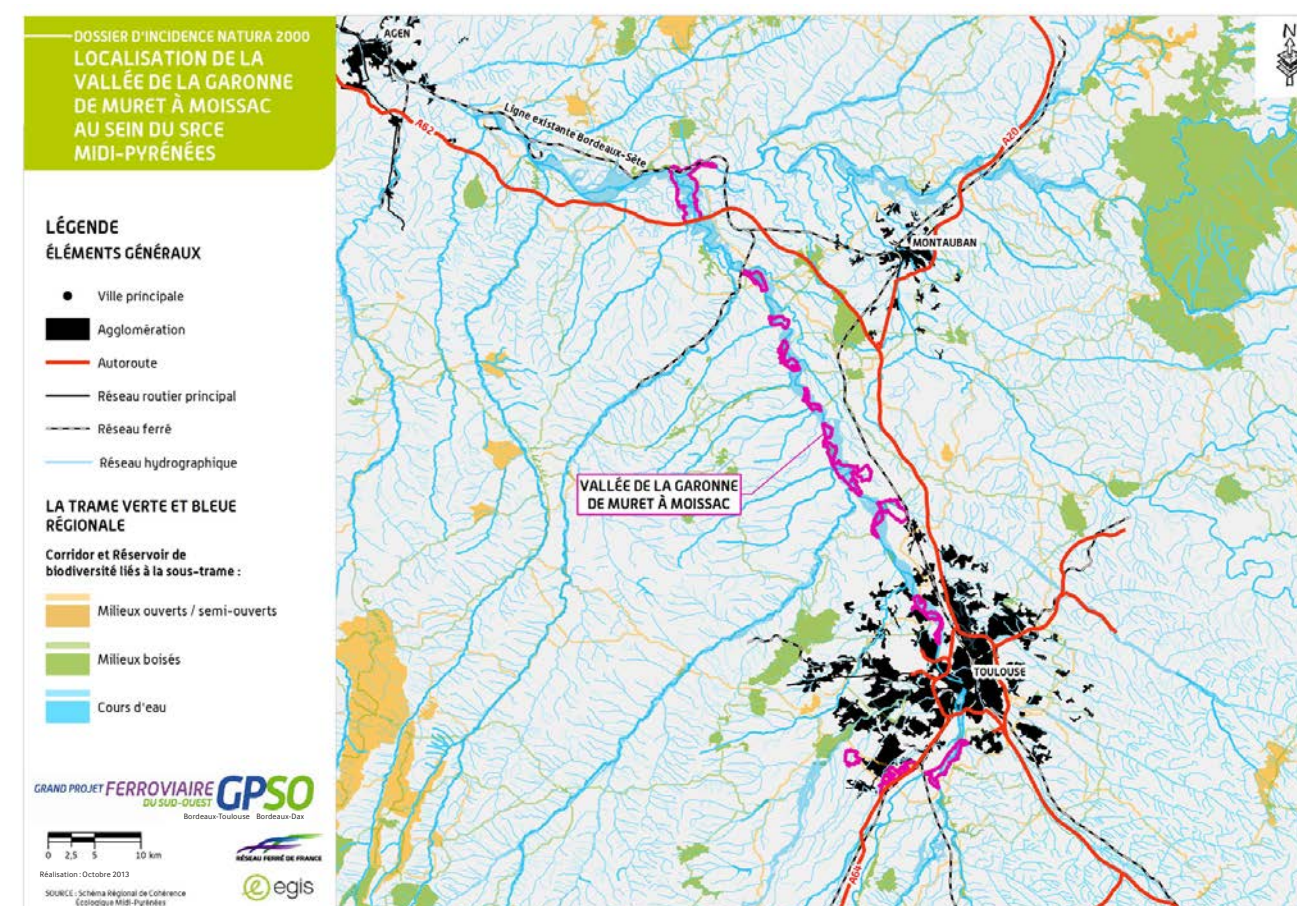 DOSSIER D'INCIDENCE NATURA 2000
LOCALISATION DE LA
VALLÉE DE LA GARONNE
DE MURET À MOISSAC
AU SEIN DU SRCE
MIDI-PYRÉNÉES
LÉGENDE
ÉLÉMENTS GÉNÉRAUX
Ville principale
Agglomération
Autoroute
Réseau routier principal
Réseau ferré
Réseau hydrographique
LA TRAME VERTE ET BLEUE
RÉGIONALE
Corridor et Réservoir de
biodiversité liés à la sous-trame :
Milieux ouverts / semi-ouverts
Milieux boisés
Cours d'eau
GRAND PROJET FERROVIAIRE
DU SUD-OUEST
GPSO
Bordeaux-Toulouse Bordeaux-Dax
0 2,5 5 10 km
RÉSEAU FERRÉ DE FRANCE
Réalisation : Octobre 2013
egis
SOURCE : Schéma Régional de Cohérence
Écologique Midi-Pyrénées
AGEN
N
A62
Ligne existante Bordeaux-Sète
A20
MONTAUBAN
VALLÉE DE LA GARONNE
DE MURET À MOISSAC
TOULOUSE
A64